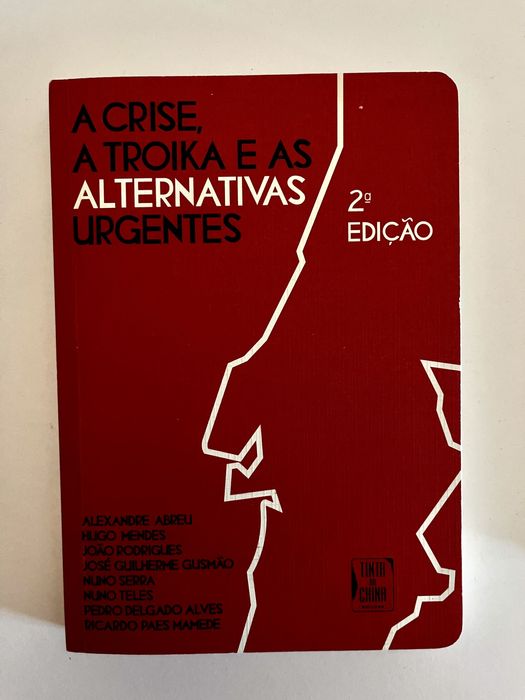 A CRISE,
A TROIKA E AS
ALTERNATIVAS
URGENTES
2ª
EDIÇÃO
ALEXANDRE ABREU
HUGO MENDES
JOÃO RODRIGUES
JOSÉ GUILHERME GUSMÃO
NUNO SERRA
NUNO TELES
PEDRO DELGADO ALVES
RICARDO PAES MAMEDE
TINTA
DA
CHINA